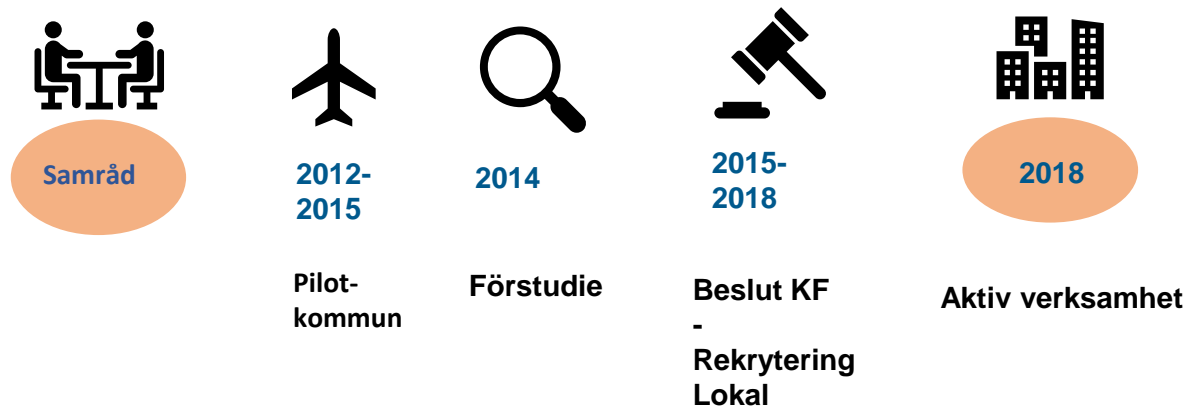 Samråd
2012-
2015
Pilot-
kommun
2014
Förstudie
2015-
2018
Beslut KF
-
Rekrytering
Lokal
2018
Aktiv verksamhet